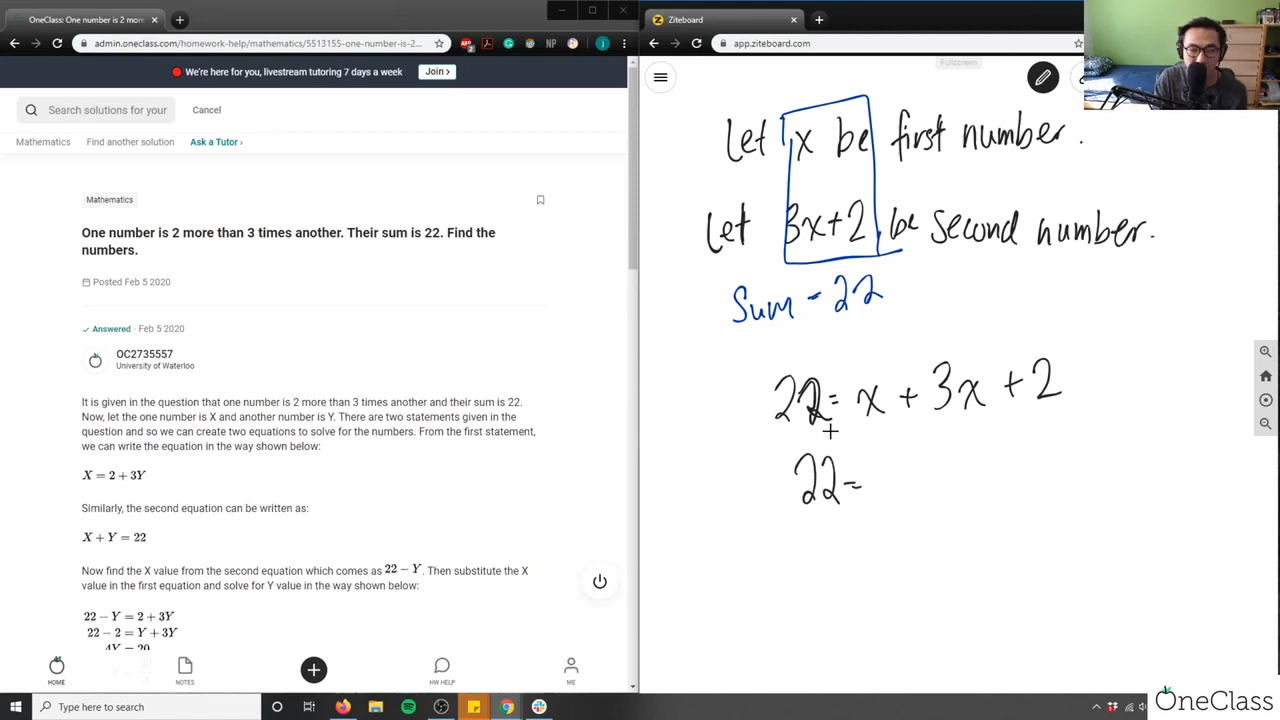 OneClass: One number is 2 more
Ziteboard
admin.oneclass.com/homework-help/mathematics/5513155-one-number-is-2...
app.ziteboard.com
Fullscreen
We're here for you, livestream tutoring 7 days a week
Join ›
Search solutions for your
Cancel
Mathematics
Find another solution
Ask a Tutor ›
Mathematics
One number is 2 more than 3 times another. Their sum is 22. Find the
numbers.
Posted Feb 5 2020
Answered - Feb 5 2020
OC2735557
University of Waterloo
It is given in the question that one number is 2 more than 3 times another and their sum is 22.
Now, let the one number is X and another number is Y. There are two statements given in the
question and so we can create two equations to solve for the numbers. From the first statement,
we can write the equation in the way shown below:
X = 2 + 3Y
Similarly, the second equation can be written as:
X + Y = 22
Now find the X value from the second equation which comes as 22 − Y. Then substitute the X
value in the first equation and solve for Y value in the way shown below:
22 − Y = 2 + 3Y
22 − 2 = Y + 3Y
4Y = 20
HOME
NOTES
HW HELP
ME
Let x be first number.
Let 3x+2 be second number.
Sum = 22
22 = x + 3x + 2
22 =
Type here to search
OneClass